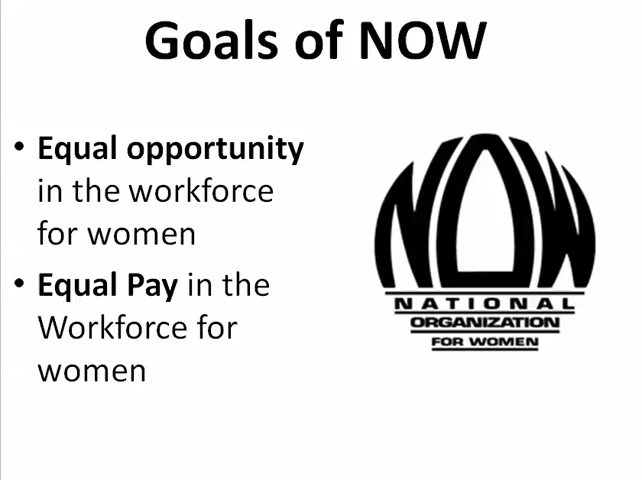 Goals of NOW
• Equal opportunity
in the workforce
for women
• Equal Pay in the
Workforce for
women
NOW
NATIONAL
ORGANIZATION
FOR WOMEN